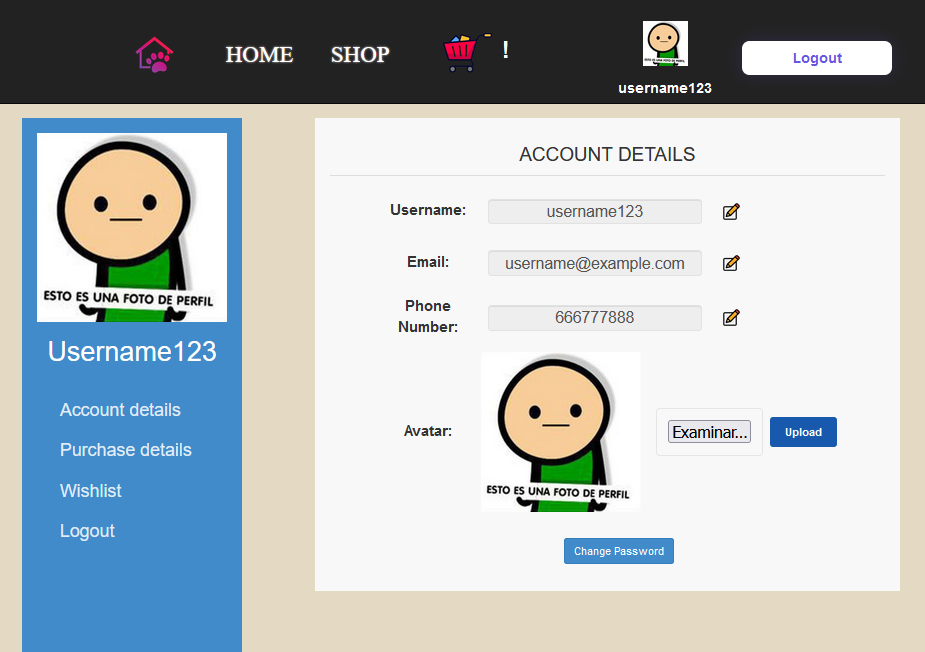 HOME
SHOP
!
ESTO ES UNA FOTO DE PERFIL
username123
Logout
ESTO ES UNA FOTO DE PERFIL
Username123
Account details
Purchase details
Wishlist
Logout
ACCOUNT DETAILS
Username:
username123
Email:
username@example.com
Phone
Number:
666777888
Avatar:
ESTO ES UNA FOTO DE PERFIL
Examinar...
Upload
Change Password